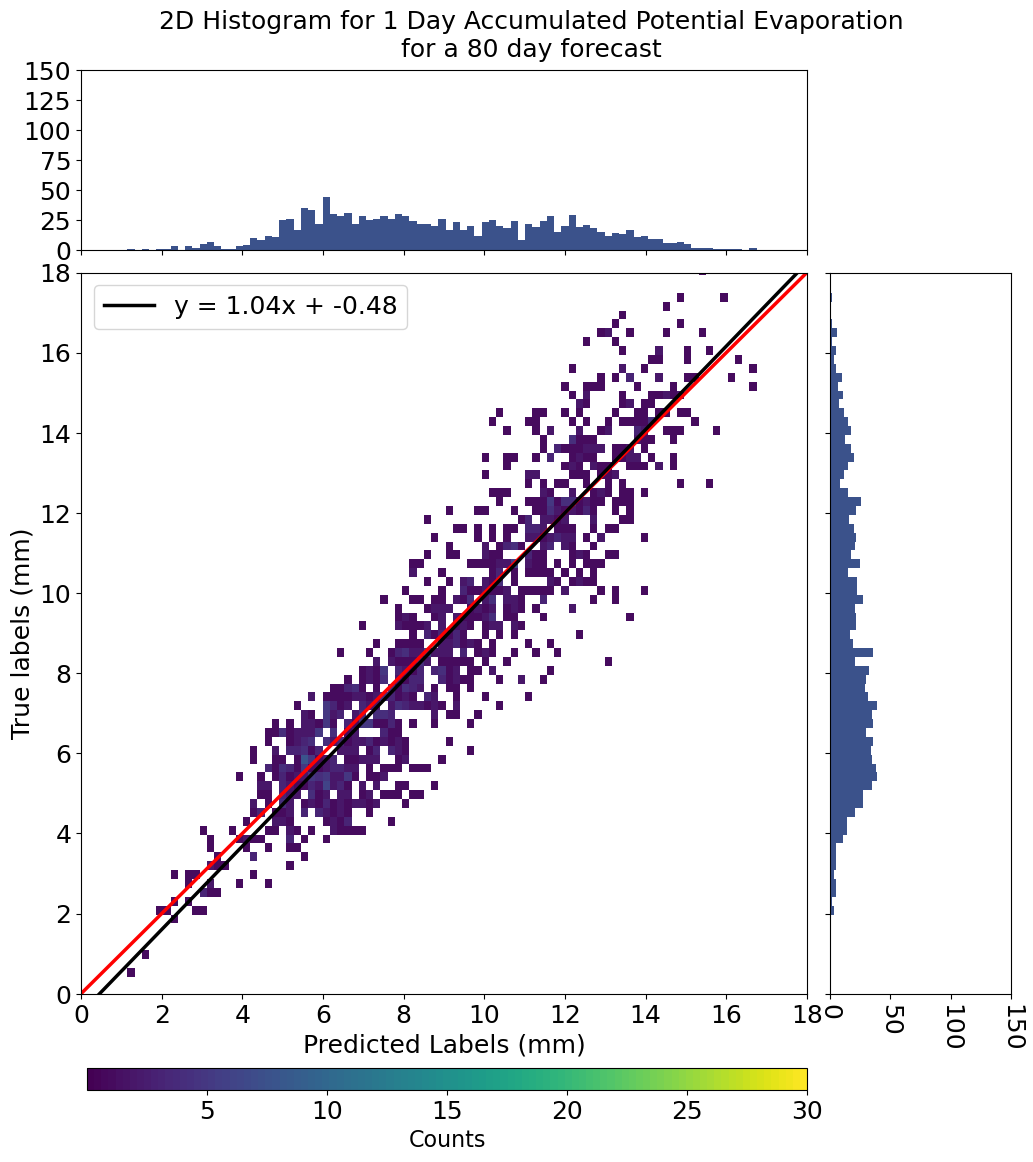 2D Histogram for 1 Day Accumulated Potential Evaporation
for a 80 day forecast
150
125
100
75
50
25
0
18
16
14
12
10
8
6
4
2
0
True labels (mm)
y = 1.04x + -0.48
0 2 4 6 8 10 12 14 16 18
Predicted Labels (mm)
0 50 100 150
5 10 15 20 25 30
Counts